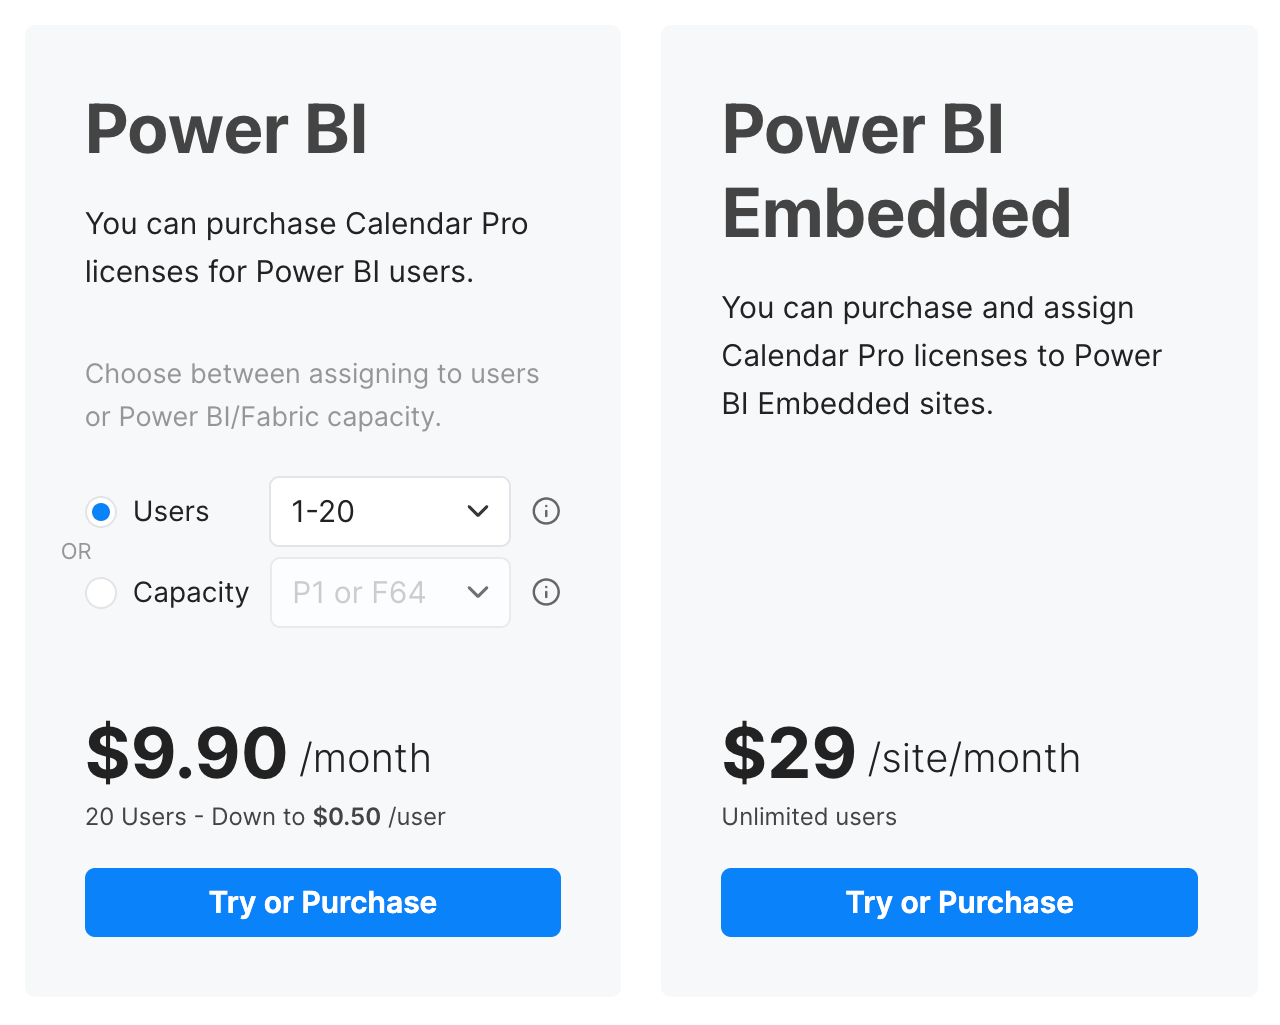 Power BI
You can purchase Calendar Pro
licenses for Power BI users.
Choose between assigning to users
or Power BI/Fabric capacity.
Users
1-20
OR
Capacity
P1 or F64
$9.90 /month
20 Users - Down to $0.50 /user
Try or Purchase
Power BI
Embedded
You can purchase and assign
Calendar Pro licenses to Power
BI Embedded sites.
$29 /site/month
Unlimited users
Try or Purchase